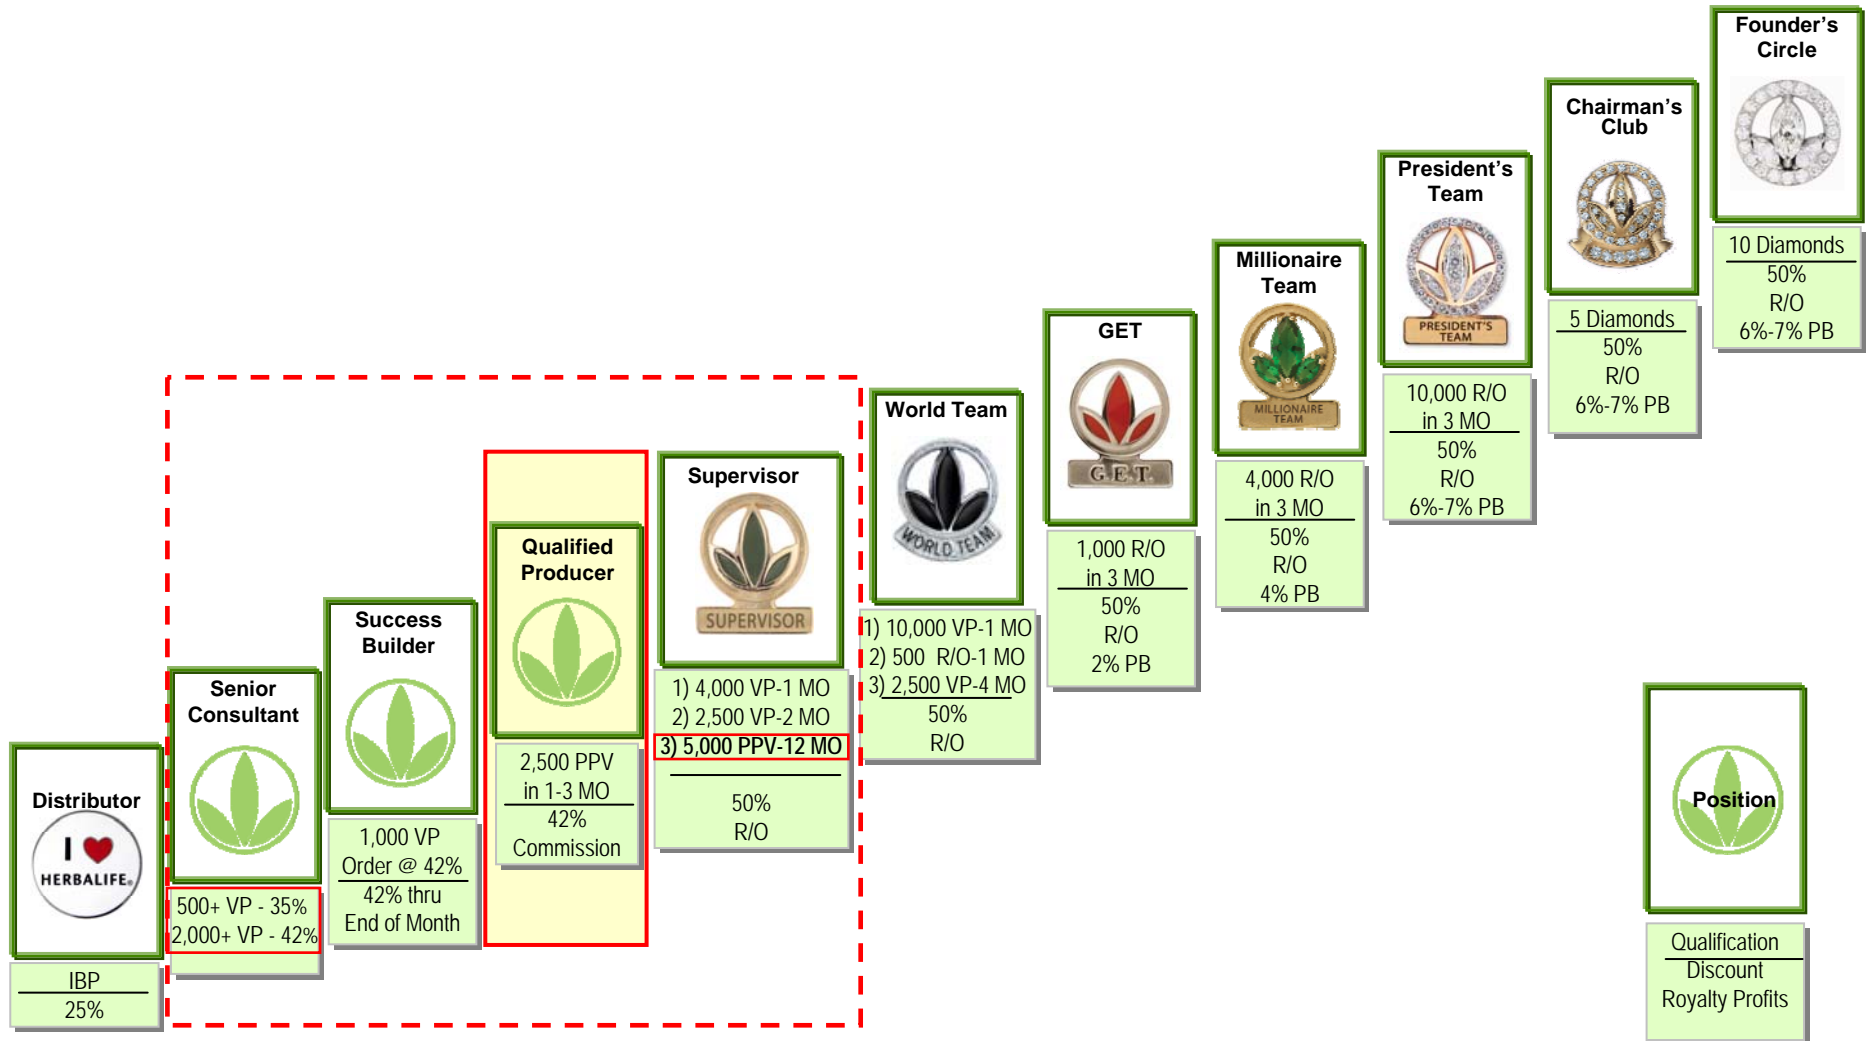 Distributor
I
HERBALIFE®
IBP
25%
Senior
Consultant
500+ VP - 35%
2,000+ VP - 42%
Success
Builder
1,000 VP
Order @ 42%
42% thru
End of Month
Qualified
Producer
2,500 PPV
in 1-3 MO
42%
Commission
Supervisor
SUPERVISOR
1) 4,000 VP-1 MO
2) 2,500 VP-2 MO
3) 5,000 PPV-12 MO
50%
R/O
World Team
WORLD TEAM
1) 10,000 VP-1 MO
2) 500 R/O-1 MO
3) 2,500 VP-4 MO
50%
R/O
GET
G.E.T.
1,000 R/O
in 3 MO
50%
R/O
2% PB
Millionaire
Team
MILLIONAIRE
TEAM
4,000 R/O
in 3 MO
50%
R/O
4% PB
President's
Team
PRESIDENT'S
TEAM
10,000 R/O
in 3 MO
50%
R/O
6%-7% PB
Chairman's
Club
5 Diamonds
50%
R/O
6%-7% PB
Founder's
Circle
10 Diamonds
50%
R/O
6%-7% PB
Position
Qualification
Discount
Royalty Profits